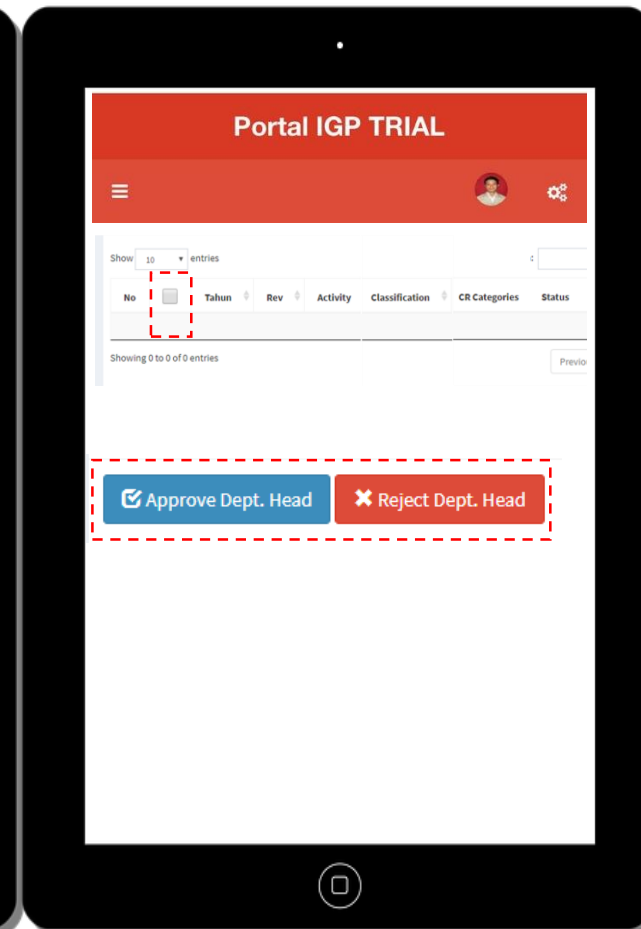 Portal IGP TRIAL
Show 10 entries :
No Tahun Rev Activity Classification CR Categories Status
Showing 0 to 0 of 0 entries Previo
Approve Dept. Head Reject Dept. Head